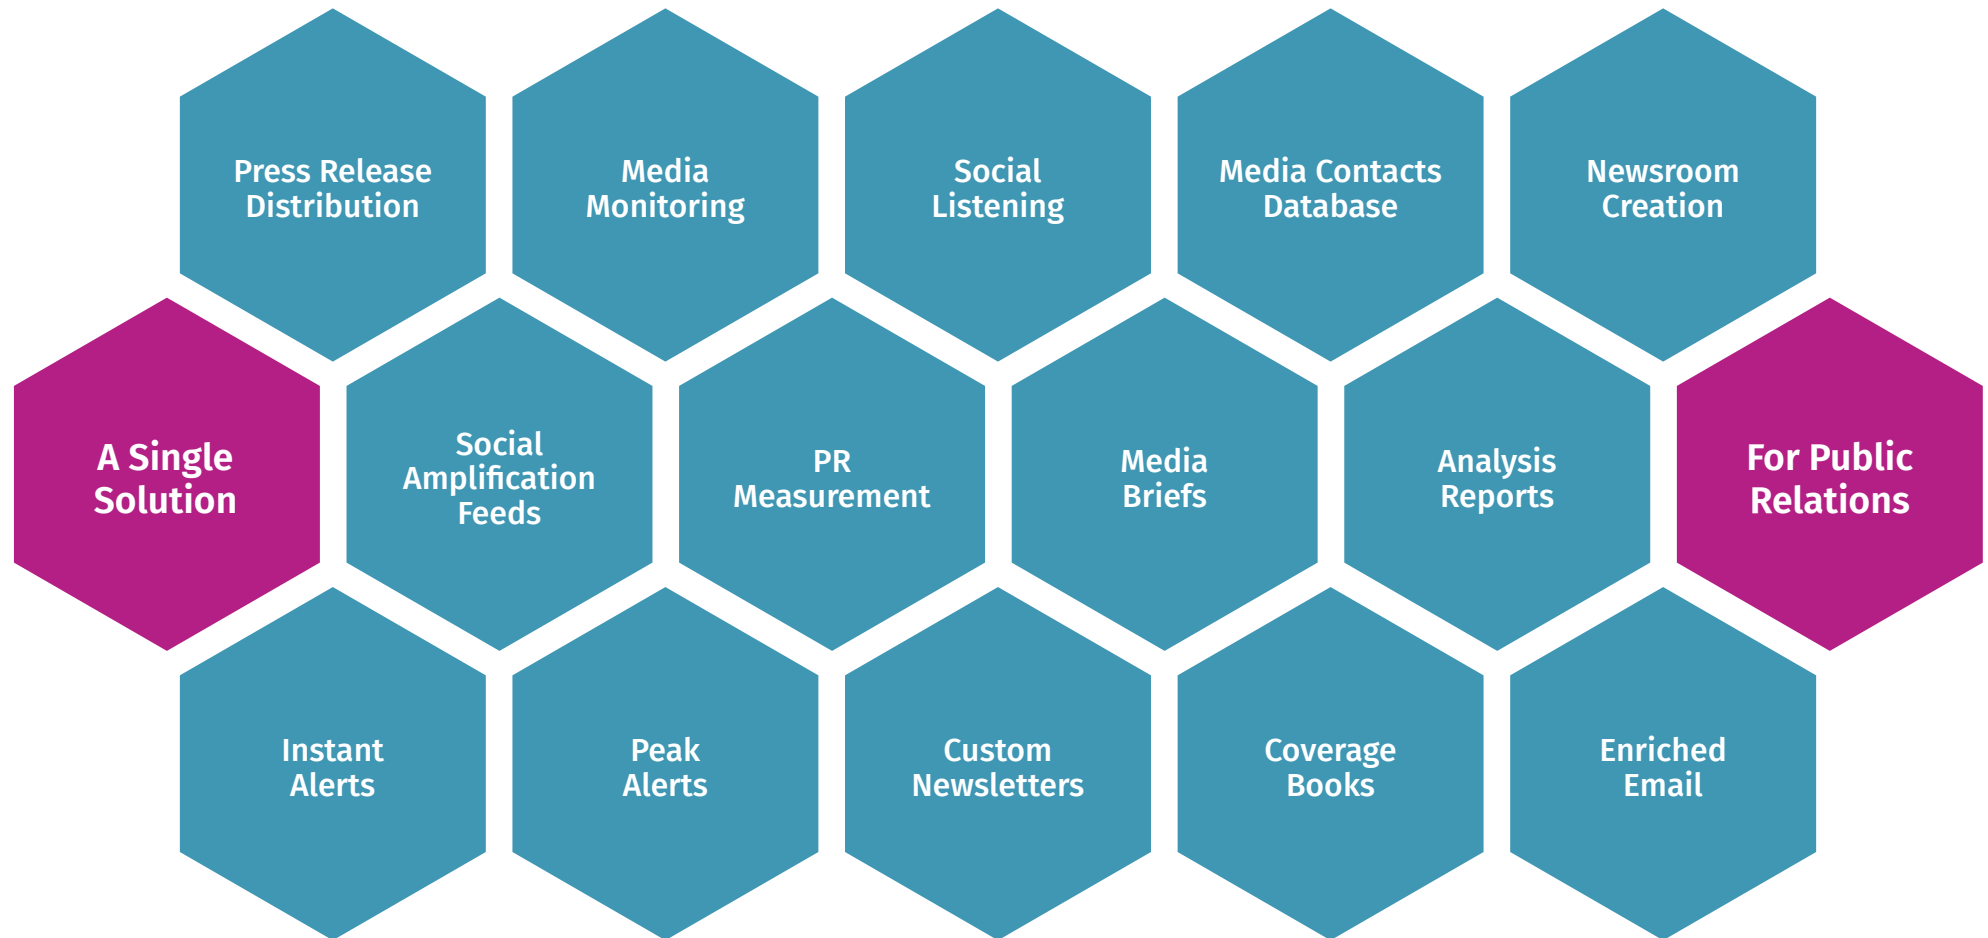 Press Release
Distribution
Media
Monitoring
Social
Listening
Media Contacts
Database
Newsroom
Creation
A Single
Solution
Social
Amplification
Feeds
PR
Measurement
Media
Briefs
Analysis
Reports
For Public
Relations
Instant
Alerts
Peak
Alerts
Custom
Newsletters
Coverage
Books
Enriched
Email